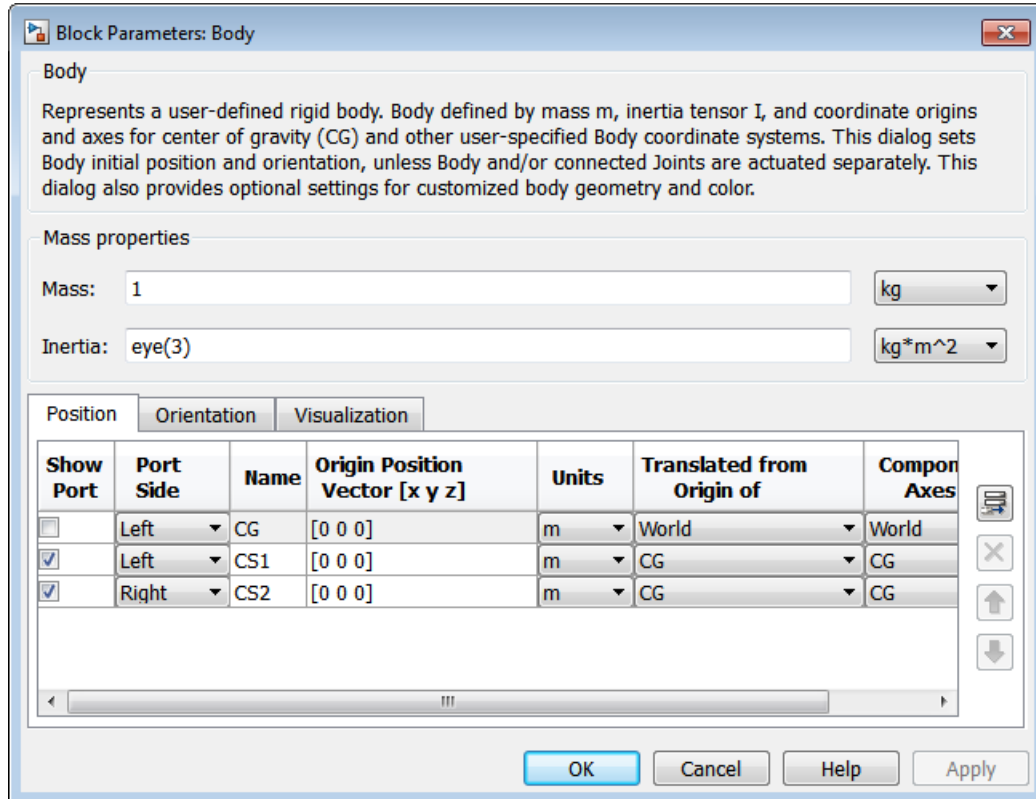 Block Parameters: Body
Body
Represents a user-defined rigid body. Body defined by mass m, inertia tensor I, and coordinate origins
and axes for center of gravity (CG) and other user-specified Body coordinate systems. This dialog sets
Body initial position and orientation, unless Body and/or connected Joints are actuated separately. This
dialog also provides optional settings for customized body geometry and color.
Mass properties
Mass: 1 kg
Inertia: eye(3) kg*m^2
Position Orientation Visualization
Show Port Origin Position Translated from Compon
Port Side Name Vector [x y z] Units Origin of Axes
Left CG [0 0 0] m World World
Left CS1 [0 0 0] m CG CG
Right CS2 [0 0 0] m CG CG
OK Cancel Help Apply